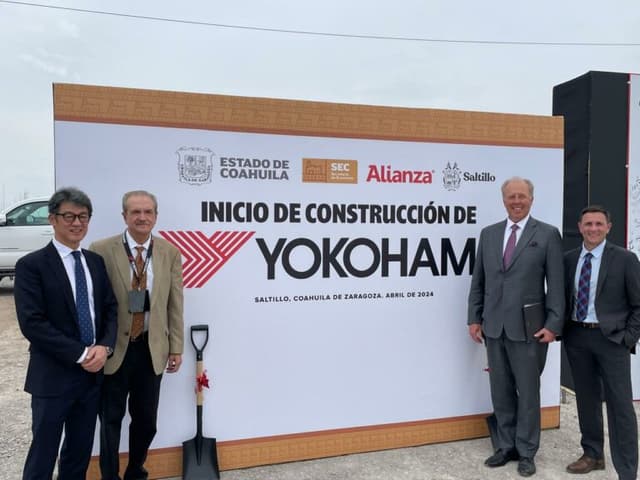 ESTADO DE
COAHUILA
SEC
Alianza
Saltillo
INICIO DE CONSTRUCCIÓN DE
YOKOHAM
SALTILLO, COAHUILA DE ZARAGOZA. ABRIL DE 2024